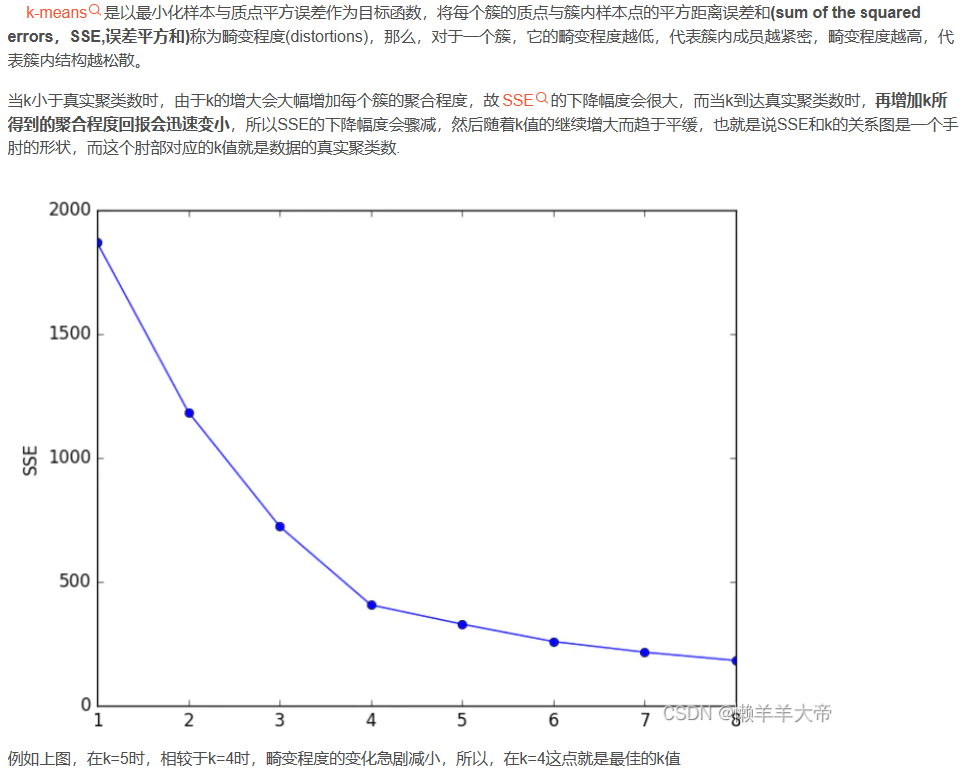 k-means是以最小化样本与质点平方误差作为目标函数，将每个簇的质点与簇内样本点的平方距离误差和(sum of the squared
errors，SSE,误差平方和)称为畸变程度(distortions)，那么，对于一个簇，它的畸变程度越低，代表簇内成员越紧密，畸变程度越高，代
表簇内结构越松散。
当k小于真实聚类数时，由于k的增大会大幅增加每个簇的聚合程度，故SSE的下降幅度会很大，而当k到达真实聚类数时，再增加k所
得到的聚合程度回报会迅速变小，所以SSE的下降幅度会骤减，然后随着k值的继续增大而趋于平缓，也就是说SSE和k的关系图是一个手
肘的形状，而这个肘部对应的k值就是数据的真实聚类数.
2000
1500
1000
500
0
SSE
1 2 3 4 5 6 7 8
CSDN @懒羊羊大帝
例如上图，在k=5时，相较于k=4时，畸变程度的变化急剧减小，所以，在k=4这点就是最佳的k值